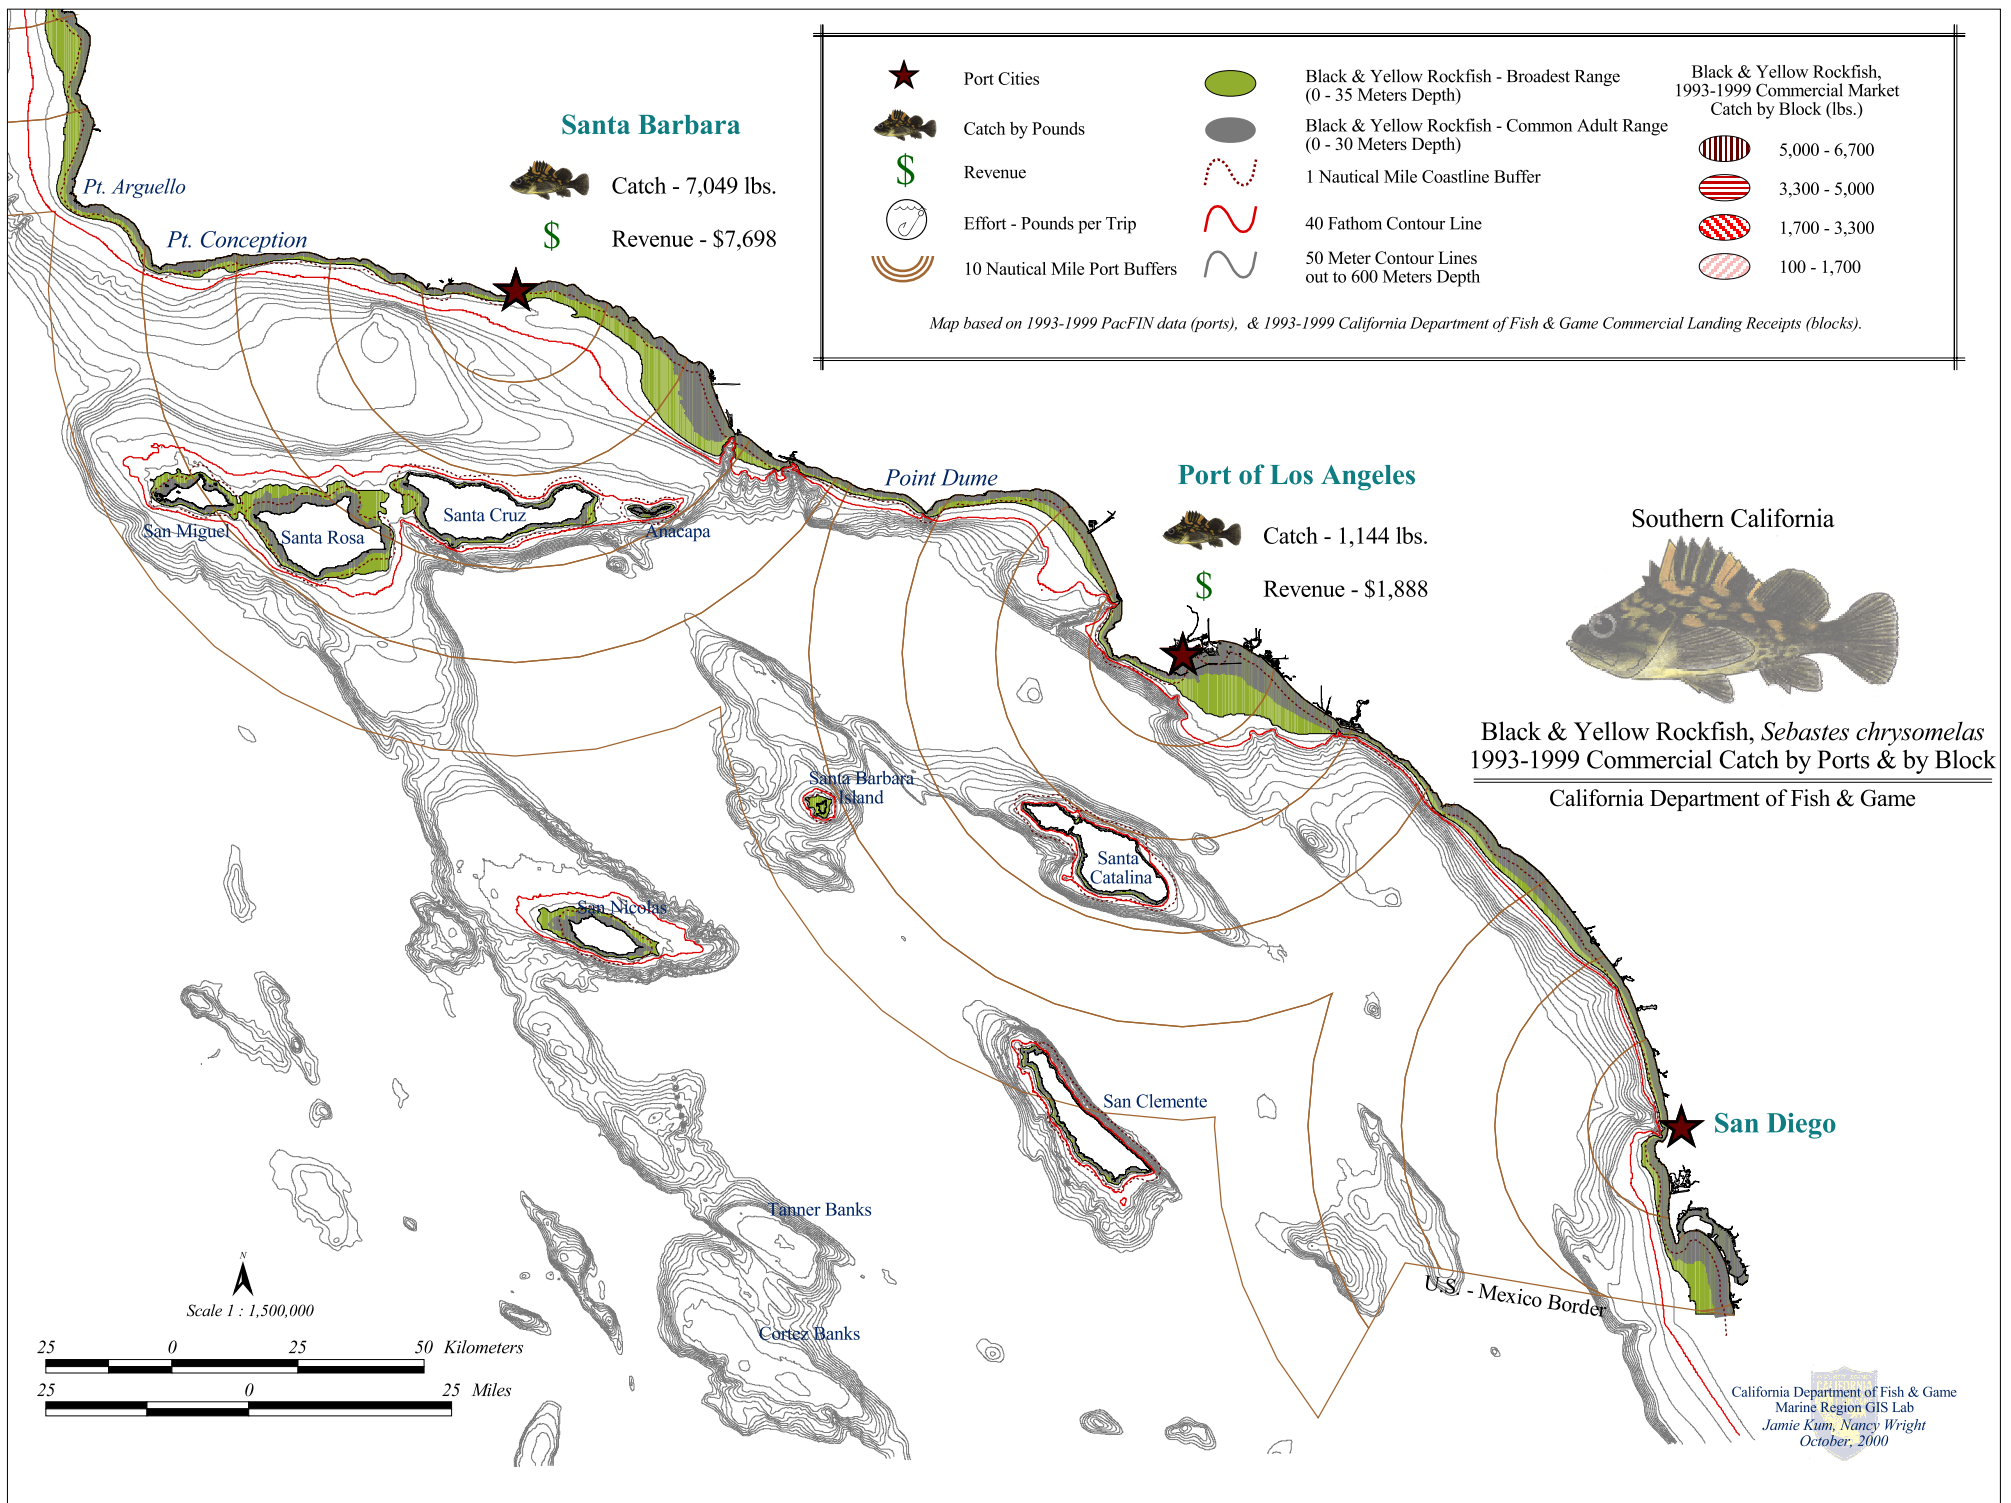 Port Cities
Catch by Pounds
$ Revenue
Effort - Pounds per Trip
10 Nautical Mile Port Buffers
Black & Yellow Rockfish - Broadest Range
(0 - 35 Meters Depth)
Black & Yellow Rockfish - Common Adult Range
(0 - 30 Meters Depth)
1 Nautical Mile Coastline Buffer
40 Fathom Contour Line
50 Meter Contour Lines
out to 600 Meters Depth
Black & Yellow Rockfish,
1993-1999 Commercial Market
Catch by Block (lbs.)
5,000 - 6,700
3,300 - 5,000
1,700 - 3,300
100 - 1,700
Map based on 1993-1999 PacFIN data (ports), & 1993-1999 California Department of Fish & Game Commercial Landing Receipts (blocks).
Santa Barbara
Catch - 7,049 lbs.
$ Revenue - $7,698
Pt. Arguello
Pt. Conception
Point Dume
Port of Los Angeles
Catch - 1,144 lbs.
$ Revenue - $1,888
San Miguel
Santa Rosa
Santa Cruz
Anacapa
Southern California
Black & Yellow Rockfish, Sebastes chrysomelas
1993-1999 Commercial Catch by Ports & by Block
California Department of Fish & Game
Santa Barbara
Island
Santa
Catalina
San Nicolas
San Clemente
San Diego
Tanner Banks
Cortez Banks
U.S. - Mexico Border
N
Scale 1 : 1,500,000
25 0 25 50 Kilometers
25 0 25 Miles
California Department of Fish & Game
Marine Region GIS Lab
Jamie Kum, Nancy Wright
October, 2000